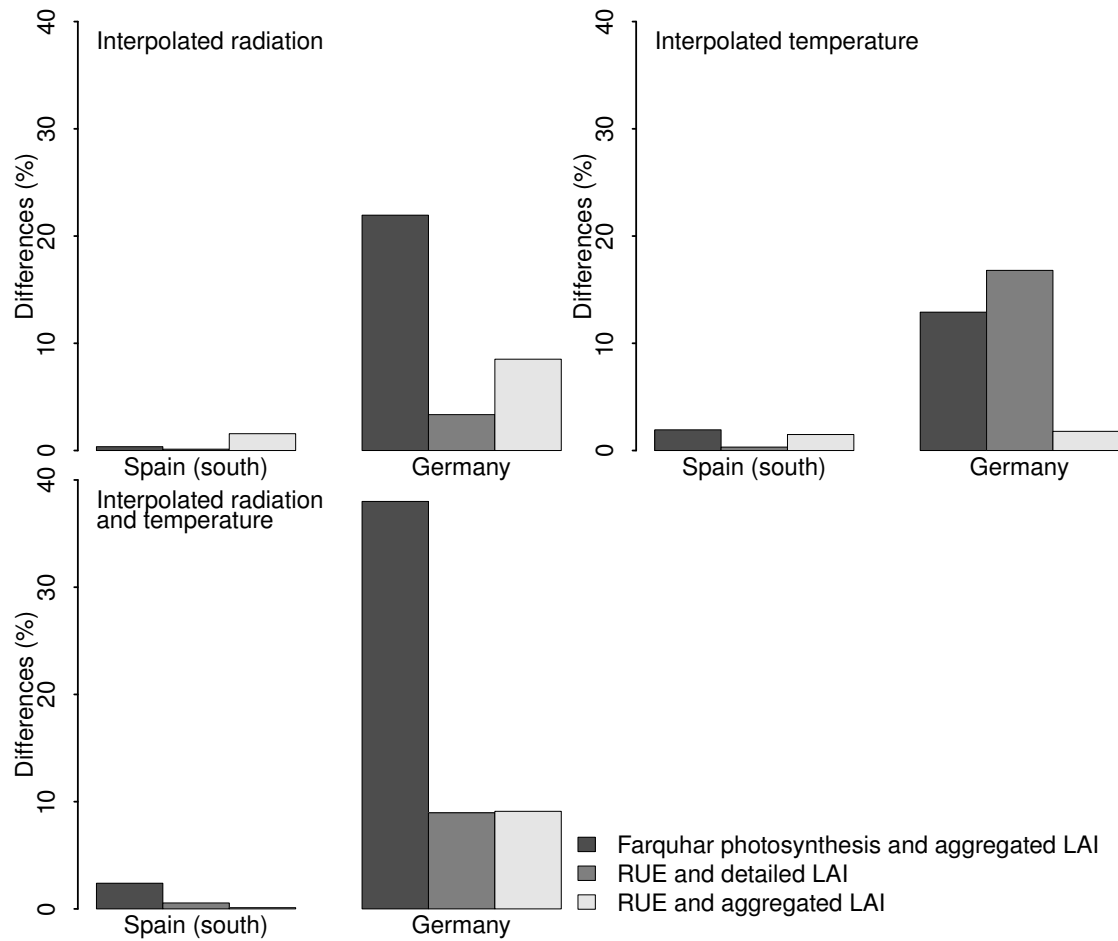 Interpolated radiation
40
30
20
10
0
Differences (%)
Spain (south)
Germany
Interpolated temperature
40
30
20
10
0
Differences (%)
Spain (south)
Germany
Interpolated radiation
and temperature
40
30
20
10
0
Differences (%)
Spain (south)
Germany
Farquhar photosynthesis and aggregated LAI
RUE and detailed LAI
RUE and aggregated LAI